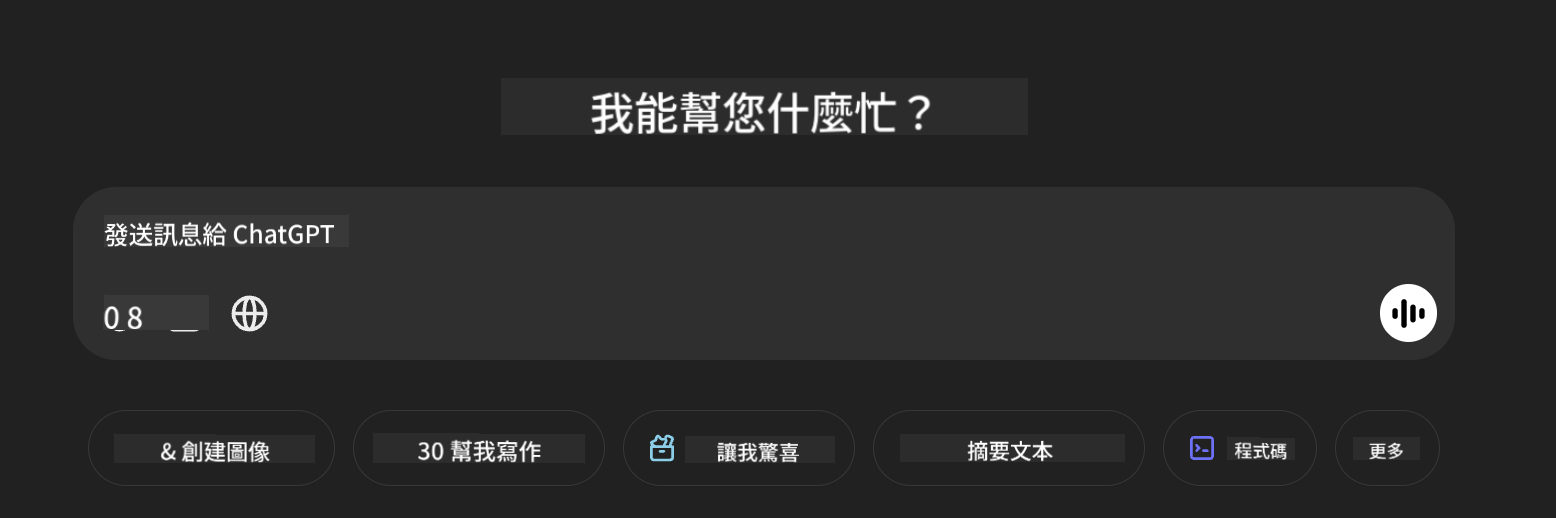 我能幫您什麼忙？
發送訊息給 ChatGPT
0 8
& 創建圖像
30 幫我寫作
讓我驚喜
摘要文本
程式碼
更多